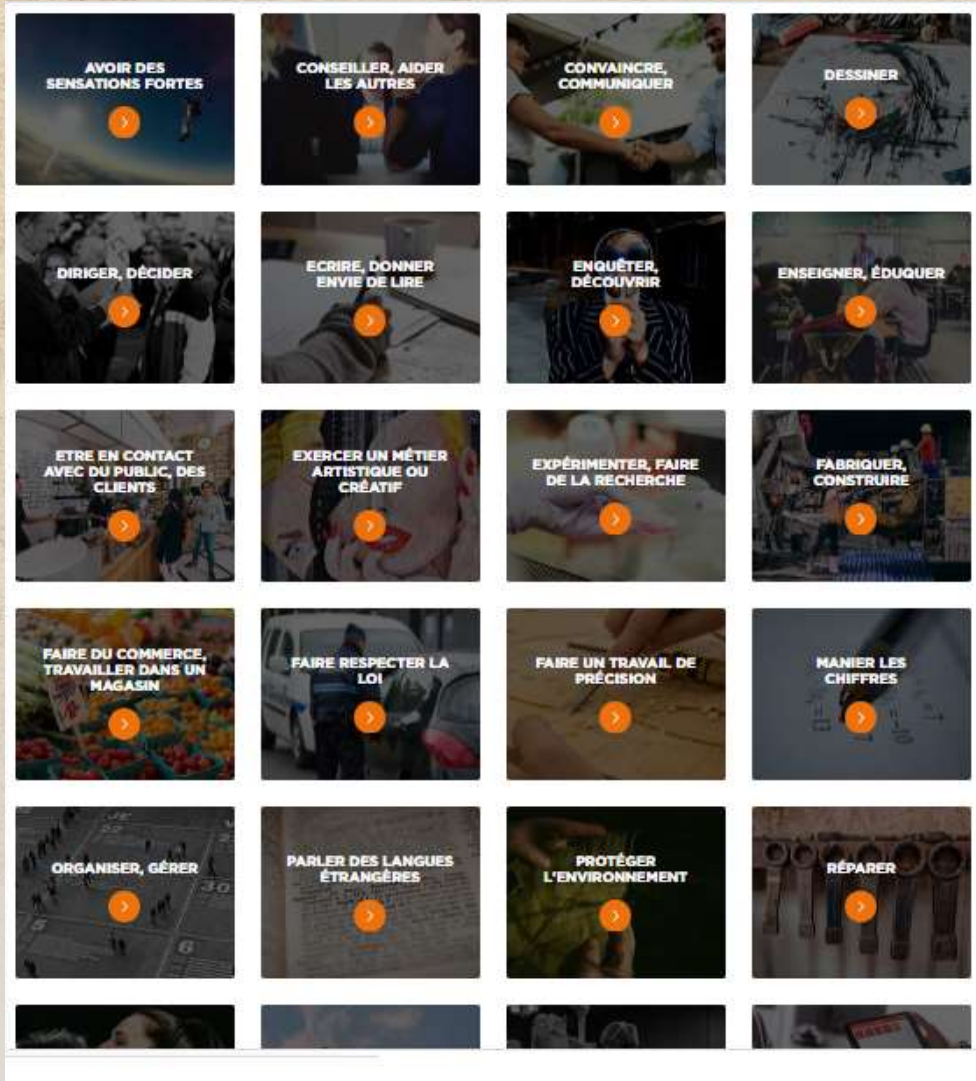 AVOIR DES
SENSATIONS FORTES
CONSEILLER, AIDER
LES AUTRES
CONVAINCRE,
COMMUNIQUER
DESSINER
DIRIGER, DÉCIDER
ECRIRE, DONNER
ENVIE DE LIRE
ENQUÊTER,
DÉCOUVRIR
ENSEIGNER, ÉDUQUER
ETRE EN CONTACT
AVEC DU PUBLIC, DES
CLIENTS
EXERCER UN MÉTIER
ARTISTIQUE OU
CRÉATIF
EXPÉRIMENTER, FAIRE
DE LA RECHERCHE
FABRIQUER,
CONSTRUIRE
FAIRE DU COMMERCE,
TRAVAILLER DANS UN
MAGASIN
FAIRE RESPECTER LA
LOI
FAIRE UN TRAVAIL DE
PRÉCISION
MANIER LES
CHIFFRES
ORGANISER, GÉRER
PARLER DES LANGUES
ÉTRANGÈRES
PROTÉGER
L'ENVIRONNEMENT
RÉPARER